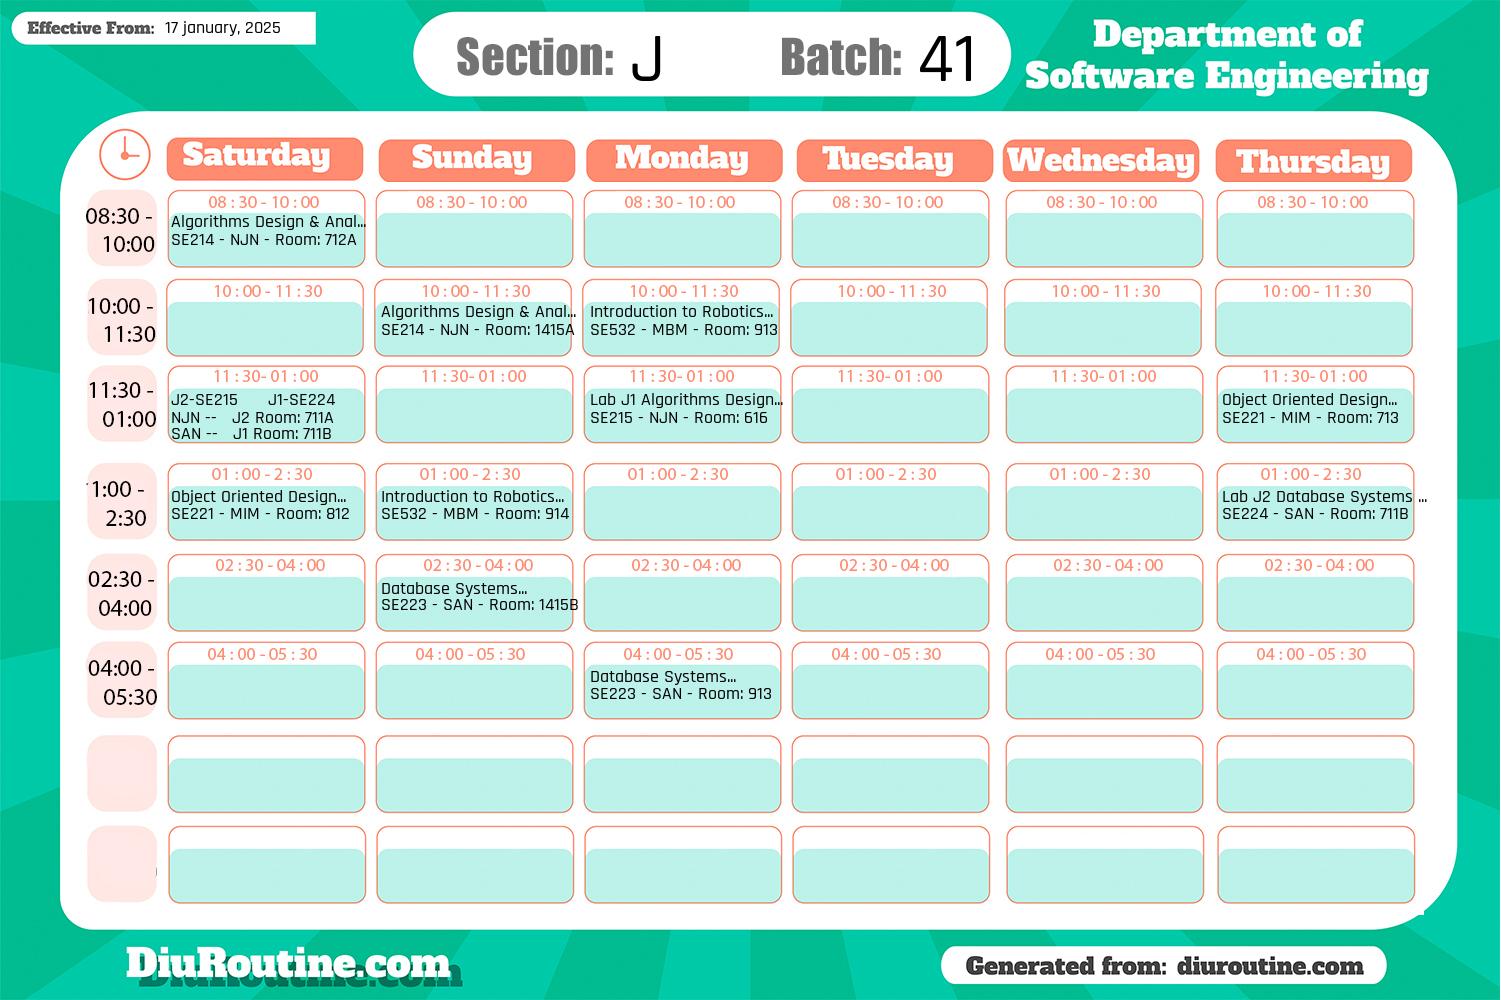 Effective From: 17 january, 2025
Section: J Batch: 41
Department of
Software Engineering
Saturday Sunday Monday Tuesday Wednesday Thursday
08:30 -
10:00
08 : 30 - 10 : 00
Algorithms Design & Anal...
SE214 - NJN - Room: 712A
08 : 30 - 10 : 00
08 : 30 - 10 : 00
08 : 30 - 10 : 00
08 : 30 - 10 : 00
08 : 30 - 10 : 00
10:00 -
11:30
10 : 00 - 11 : 30
10 : 00 - 11 : 30
Algorithms Design & Anal...
SE214 - NJN - Room: 1415A
10 : 00 - 11 : 30
Introduction to Robotics...
SE532 - MBM - Room: 913
10 : 00 - 11 : 30
10 : 00 - 11 : 30
10 : 00 - 11 : 30
11:30 -
01:00
11 : 30- 01 : 00
J2-SE215 J1-SE224
NJN -- J2 Room: 711A
SAN -- J1 Room: 711B
11 : 30- 01 : 00
11 : 30- 01 : 00
Lab J1 Algorithms Design...
SE215 - NJN - Room: 616
11 : 30- 01 : 00
11 : 30- 01 : 00
11 : 30- 01 : 00
Object Oriented Design...
SE221 - MIM - Room: 713
1:00 -
2:30
01 : 00 - 2 : 30
Object Oriented Design...
SE221 - MIM - Room: 812
01 : 00 - 2 : 30
Introduction to Robotics...
SE532 - MBM - Room: 914
01 : 00 - 2 : 30
01 : 00 - 2 : 30
01 : 00 - 2 : 30
01 : 00 - 2 : 30
Lab J2 Database Systems ...
SE224 - SAN - Room: 711B
02:30 -
04:00
02 : 30 - 04 : 00
02 : 30 - 04 : 00
Database Systems...
SE223 - SAN - Room: 1415B
02 : 30 - 04 : 00
02 : 30 - 04 : 00
02 : 30 - 04 : 00
02 : 30 - 04 : 00
04:00 -
05:30
04 : 00 - 05 : 30
04 : 00 - 05 : 30
04 : 00 - 05 : 30
Database Systems...
SE223 - SAN - Room: 913
04 : 00 - 05 : 30
04 : 00 - 05 : 30
04 : 00 - 05 : 30
DiuRoutine.com
Generated from: diuroutine.com